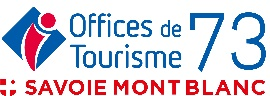 Offices de
Tourisme 73
SAVOIE MONT BLANC